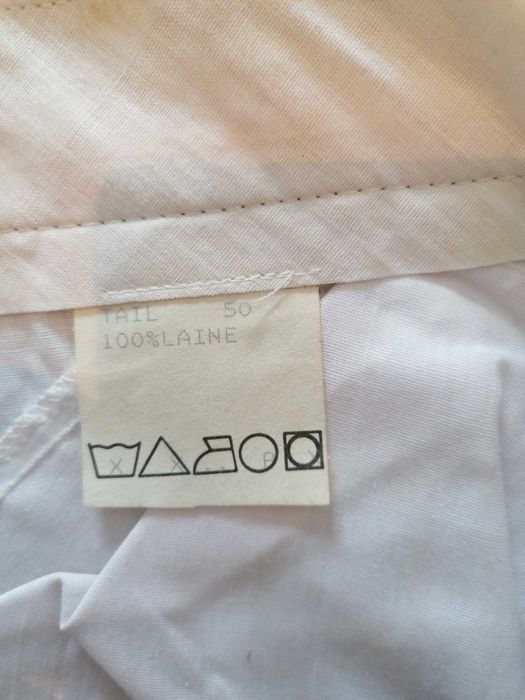 TAIL 50
100%LAINE
X X .. P X